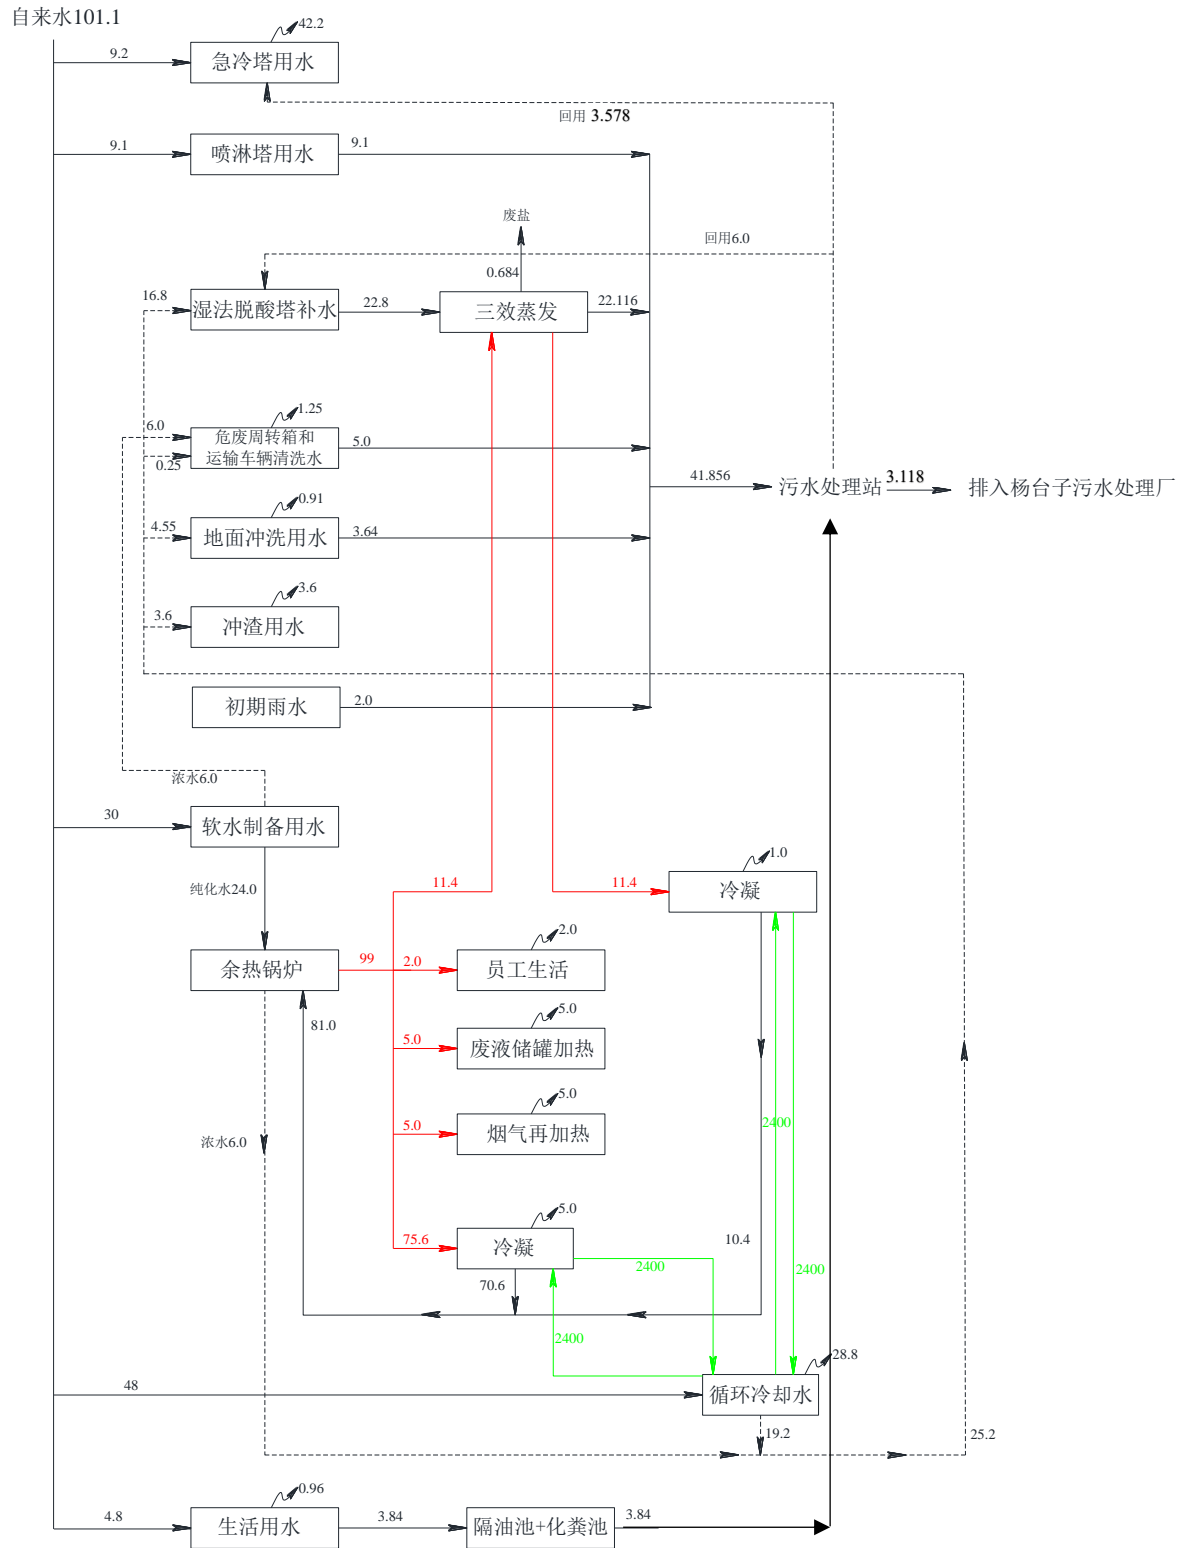 自来水101.1
42.2
9.2
急冷塔用水
回用 3.578
9.1
喷淋塔用水
9.1
废盐
回用6.0
0.684
16.8
湿法脱酸塔补水
22.8
三效蒸发
22.116
1.25
6.0
危废周转箱和
运输车辆清洗水
5.0
0.25
41.856
污水处理站
3.118
排入杨台子污水处理厂
0.91
4.55
地面冲洗用水
3.64
3.6
3.6
冲渣用水
初期雨水
2.0
浓水6.0
30
软水制备用水
纯化水24.0
1.0
11.4
11.4
冷凝
2.0
余热锅炉
99
2.0
员工生活
81.0
5.0
5.0
废液储罐加热
5.0
5.0
烟气再加热
浓水6.0
2400
5.0
75.6
冷凝
10.4
2400
2400
70.6
2400
28.8
48
循环冷却水
19.2
25.2
0.96
4.8
生活用水
3.84
隔油池+化粪池
3.84